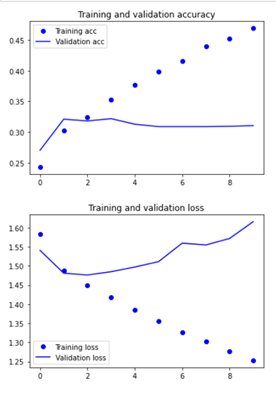 Training and validation accuracy
Training acc
Validation acc
0.45
0.40
0.35
0.30
0.25
0 2 4 6 8
Training and validation loss
1.60
1.55
1.50
1.45
1.40
1.35
1.30
1.25
Training loss
Validation loss
0 2 4 6 8